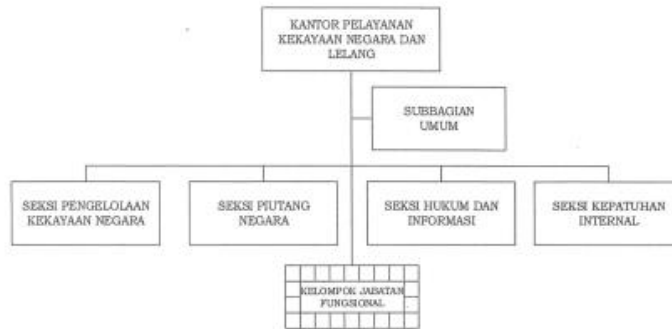 KANTOR PELAYANAN
KEKAYAAN NEGARA DAN
LELANG
SUBBAGIAN
UMUM
SEKSI PENGELOLAAN
KEKAYAAN NEGARA
SEKSI PIUTANG
NEGARA
SEKSI HUKUM DAN
INFORMASI
SEKSI KEPATUHAN
INTERNAL
KELOMPOK JABATAN
FUNGSIONAL